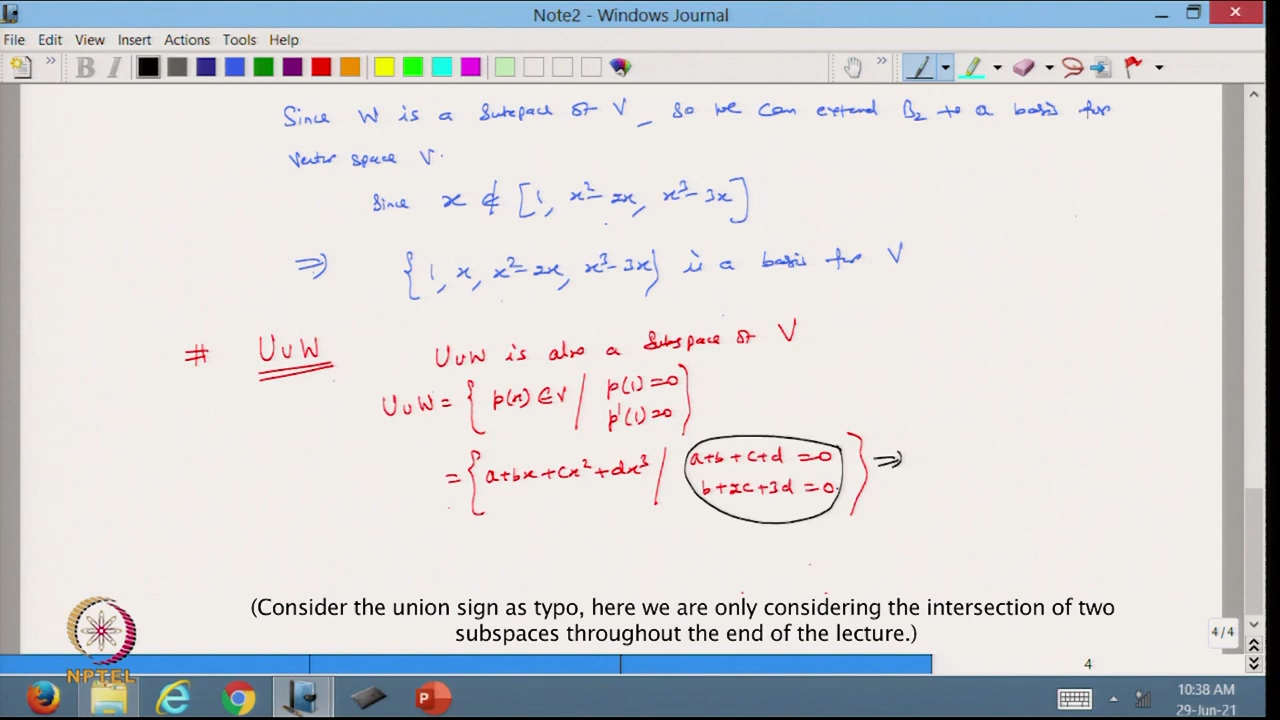 Note2 - Windows Journal
File Edit View Insert Actions Tools Help
Since W is a Subspace of V, so we can extend B2 to a basis for
Vector space V.
Since x ∉ [1, x²-2x, x³-3x]
⇒ {1, x, x²-2x, x³-3x} is a basis for V
# U∪W U∪W is also a Subspace of V
U∪W = { p(x) ∈ V / p(1)=0
p'(1)=0 }
= { a+bx+cx²+dx³ / a+b+c+d=0
b+2c+3d=0. } ⇒
(Consider the union sign as typo, here we are only considering the intersection of two
subspaces throughout the end of the lecture.)
NPTEL
4/4
4
10:38 AM
29-Jun-21